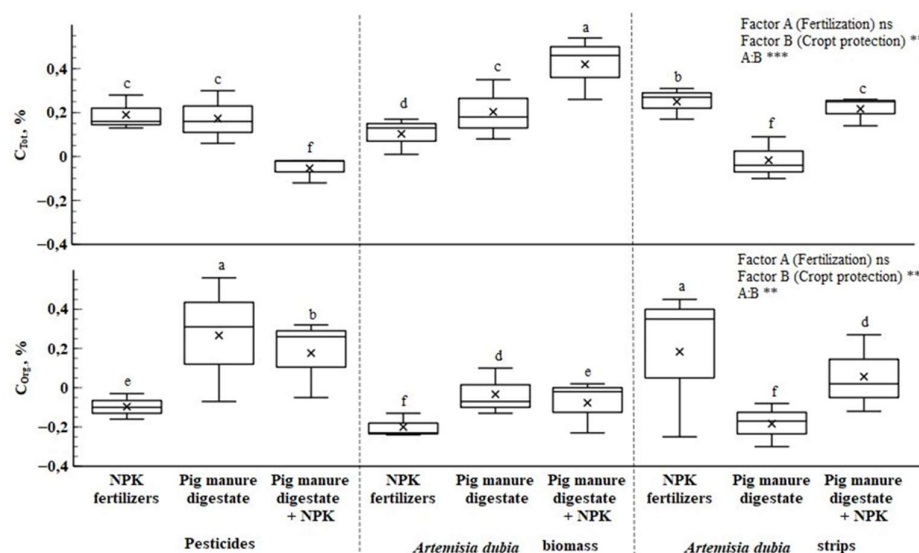 Factor A (Fertilization) ns
Factor B (Cropt protection) **
A:B ***
C Tot., %
0,4
0,2
0
−0,2
−0,4
c
c
f
d
c
a
b
f
c
Factor A (Fertilization) ns
Factor B (Cropt protection) **
A:B **
C Org., %
0,4
0,2
0
−0,2
−0,4
e
a
b
f
d
e
a
f
d
NPK fertilizers
Pig manure digestate
Pig manure digestate + NPK
NPK fertilizers
Pig manure digestate
Pig manure digestate + NPK
NPK fertilizers
Pig manure digestate
Pig manure digestate + NPK
Pesticides
Artemisia dubia biomass
Artemisia dubia strips